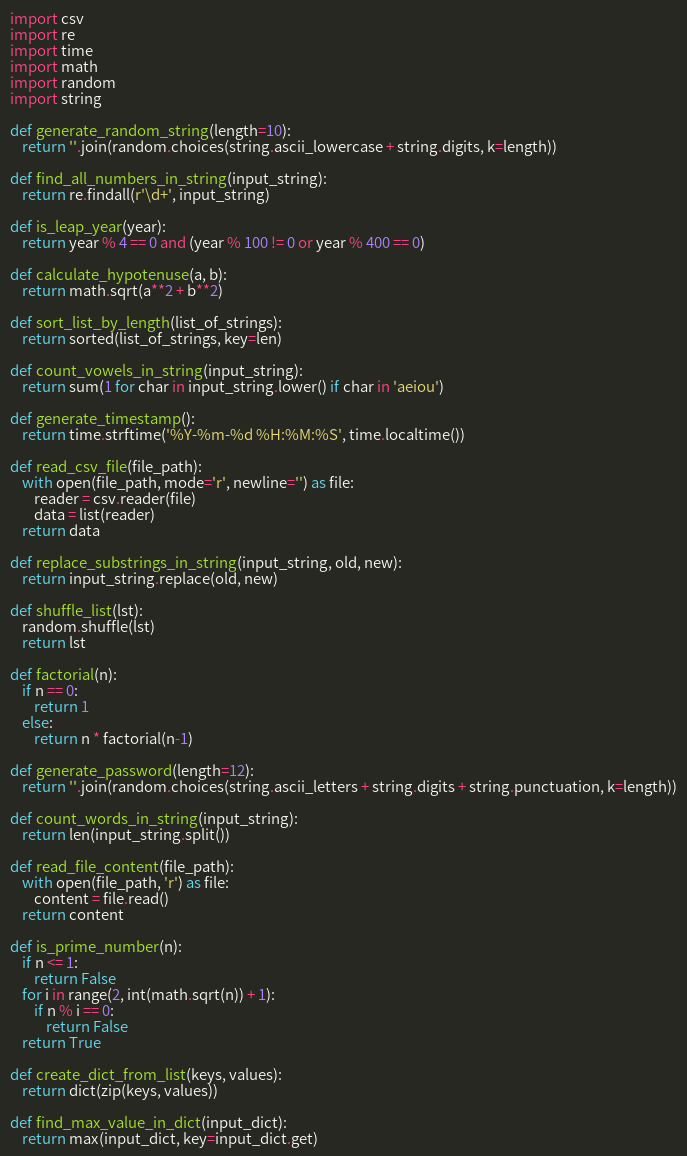 import csv
import re
import time
import math
import random
import string

def generate_random_string(length=10):
    return ''.join(random.choices(string.ascii_lowercase + string.digits, k=length))

def find_all_numbers_in_string(input_string):
    return re.findall(r'\d+', input_string)

def is_leap_year(year):
    return year % 4 == 0 and (year % 100 != 0 or year % 400 == 0)

def calculate_hypotenuse(a, b):
    return math.sqrt(a**2 + b**2)

def sort_list_by_length(list_of_strings):
    return sorted(list_of_strings, key=len)

def count_vowels_in_string(input_string):
    return sum(1 for char in input_string.lower() if char in 'aeiou')

def generate_timestamp():
    return time.strftime('%Y-%m-%d %H:%M:%S', time.localtime())

def read_csv_file(file_path):
    with open(file_path, mode='r', newline='') as file:
        reader = csv.reader(file)
        data = list(reader)
    return data

def replace_substrings_in_string(input_string, old, new):
    return input_string.replace(old, new)

def shuffle_list(lst):
    random.shuffle(lst)
    return lst

def factorial(n):
    if n == 0:
        return 1
    else:
        return n * factorial(n-1)

def generate_password(length=12):
    return ''.join(random.choices(string.ascii_letters + string.digits + string.punctuation, k=length))

def count_words_in_string(input_string):
    return len(input_string.split())

def read_file_content(file_path):
    with open(file_path, 'r') as file:
        content = file.read()
    return content

def is_prime_number(n):
    if n <= 1:
        return False
    for i in range(2, int(math.sqrt(n)) + 1):
        if n % i == 0:
            return False
    return True

def create_dict_from_list(keys, values):
    return dict(zip(keys, values))

def find_max_value_in_dict(input_dict):
    return max(input_dict, key=input_dict.get)